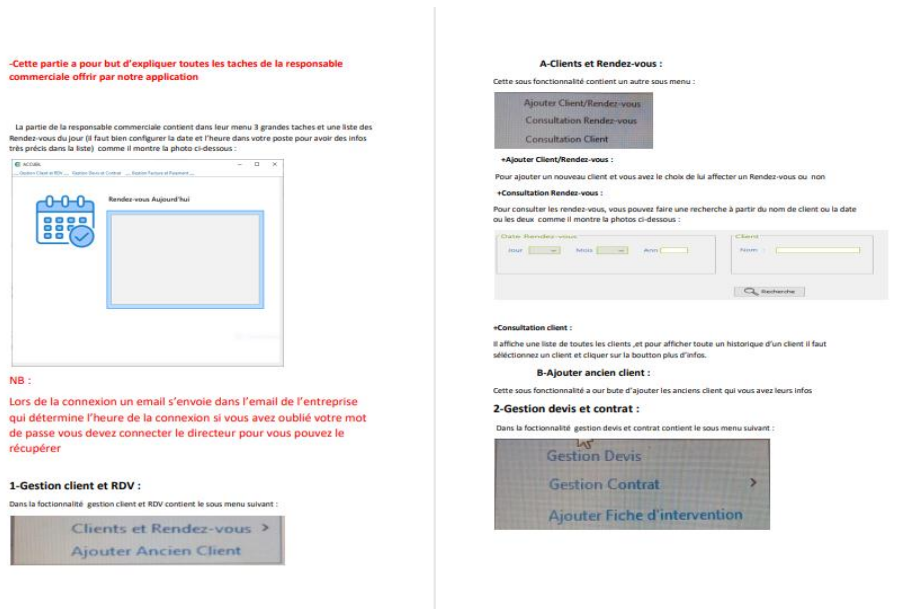 -Cette partie a pour but d'expliquer toutes les taches de la responsable
commerciale offrir par notre application
La partie de la responsable commerciale contient dans leur menu 3 grandes taches et une liste des
Rendez-vous du jour (il faut bien configurer la date et l'heure dans votre poste pour avoir des infos
très précis dans la liste) comme il montre la photo ci-dessous :
ACCUEIL
Gestion Client et RDV ... Gestion Devis et Contrat ... Gestion Facture et Paiement ...
Rendez-vous Aujourd'hui
NB :
Lors de la connexion un email s'envoie dans l'email de l'entreprise
qui détermine l'heure de la connexion si vous avez oublié votre mot
de passe vous devez connecter le directeur pour vous pouvez le
récupérer
1-Gestion client et RDV :
Dans la foctionnalité gestion client et RDV contient le sous menu suivant :
Clients et Rendez-vous >
Ajouter Ancien Client
A-Clients et Rendez-vous :
Cette sous fonctionnalité contient un autre sous menu :
Ajouter Client/Rendez-vous
Consultation Rendez-vous
Consultation Client
+Ajouter Client/Rendez-vous :
Pour ajouter un nouveau client et vous avez le choix de lui affecter un Rendez-vous ou non
+Consultation Rendez-vous :
Pour consulter les rendez-vous, vous pouvez faire une recherche à partir du nom de client ou la date
ou les deux comme il montre la photos ci-dessous :
Date Rendez-vous
Client
Jour
Mois
Ann
Nom :
Recherche
+Consultation client :
Il affiche une liste de toutes les clients ,et pour afficher toute un historique d'un client il faut
séléctionnez un client et cliquer sur la boutton plus d'infos.
B-Ajouter ancien client :
Cette sous fonctionnalité a our bute d'ajouter les anciens client qui vous avez leurs infos
2-Gestion devis et contrat :
Dans la foctionnalité gestion devis et contrat contient le sous menu suivant :
Gestion Devis
Gestion Contrat >
Ajouter Fiche d'intervention